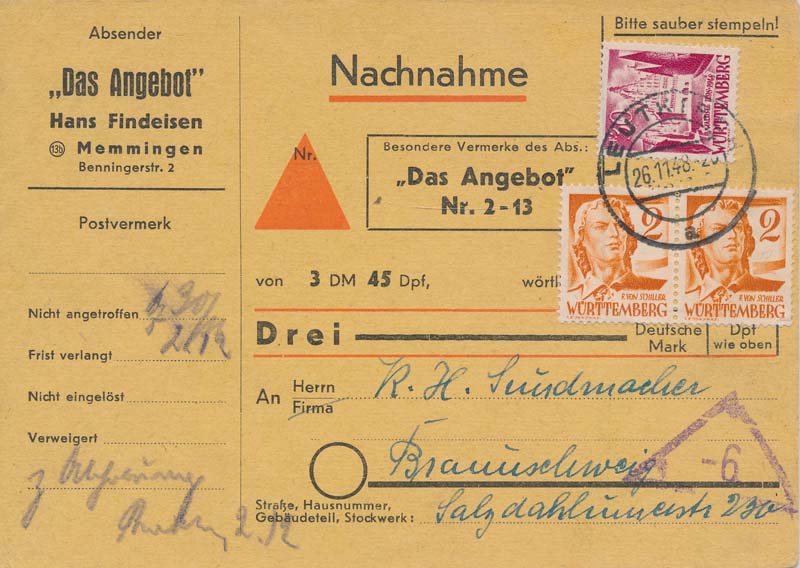 Absender
„Das Angebot"
Hans Findeisen
13b Memmingen
Benningerstr. 2
Postvermerk
Nicht angetroffen
Frist verlangt
Nicht eingelöst
Verweigert
2.12
Bitte sauber stempeln!
Nachnahme
Nr.
Besondere Vermerke des Abs.:
„Das Angebot"
Nr. 2-13
WÜRTTEMBERG
LEUTKI
26.11.48
a
2
F. VON SCHILLER
WÜRTTEMBERG
2
F. VON SCHILLER
WÜRTTEMBERG
von 3 DM 45 Dpf,
Drei
Deutsche Mark
Dpf wie oben
An Herrn
Firma
K. H. Sundmacher
Braunschweig
-6
Straße, Hausnummer,
Gebäudeteil, Stockwerk:
Salzdahlumerstr 230